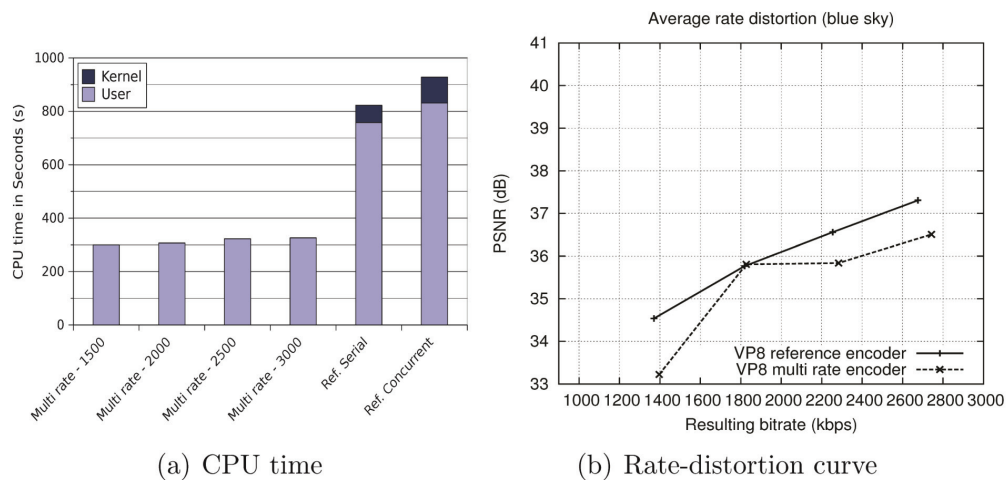 CPU time in Seconds (s)
1000
800
600
400
200
0
Kernel
User
Multi rate - 1500
Multi rate - 2000
Multi rate - 2500
Multi rate - 3000
Ref. Serial
Ref. Concurrent
(a) CPU time
Average rate distortion (blue sky)
PSNR (dB)
41
40
39
38
37
36
35
34
33
VP8 reference encoder
VP8 multi rate encoder
1000 1200 1400 1600 1800 2000 2200 2400 2600 2800 3000
Resulting bitrate (kbps)
(b) Rate-distortion curve